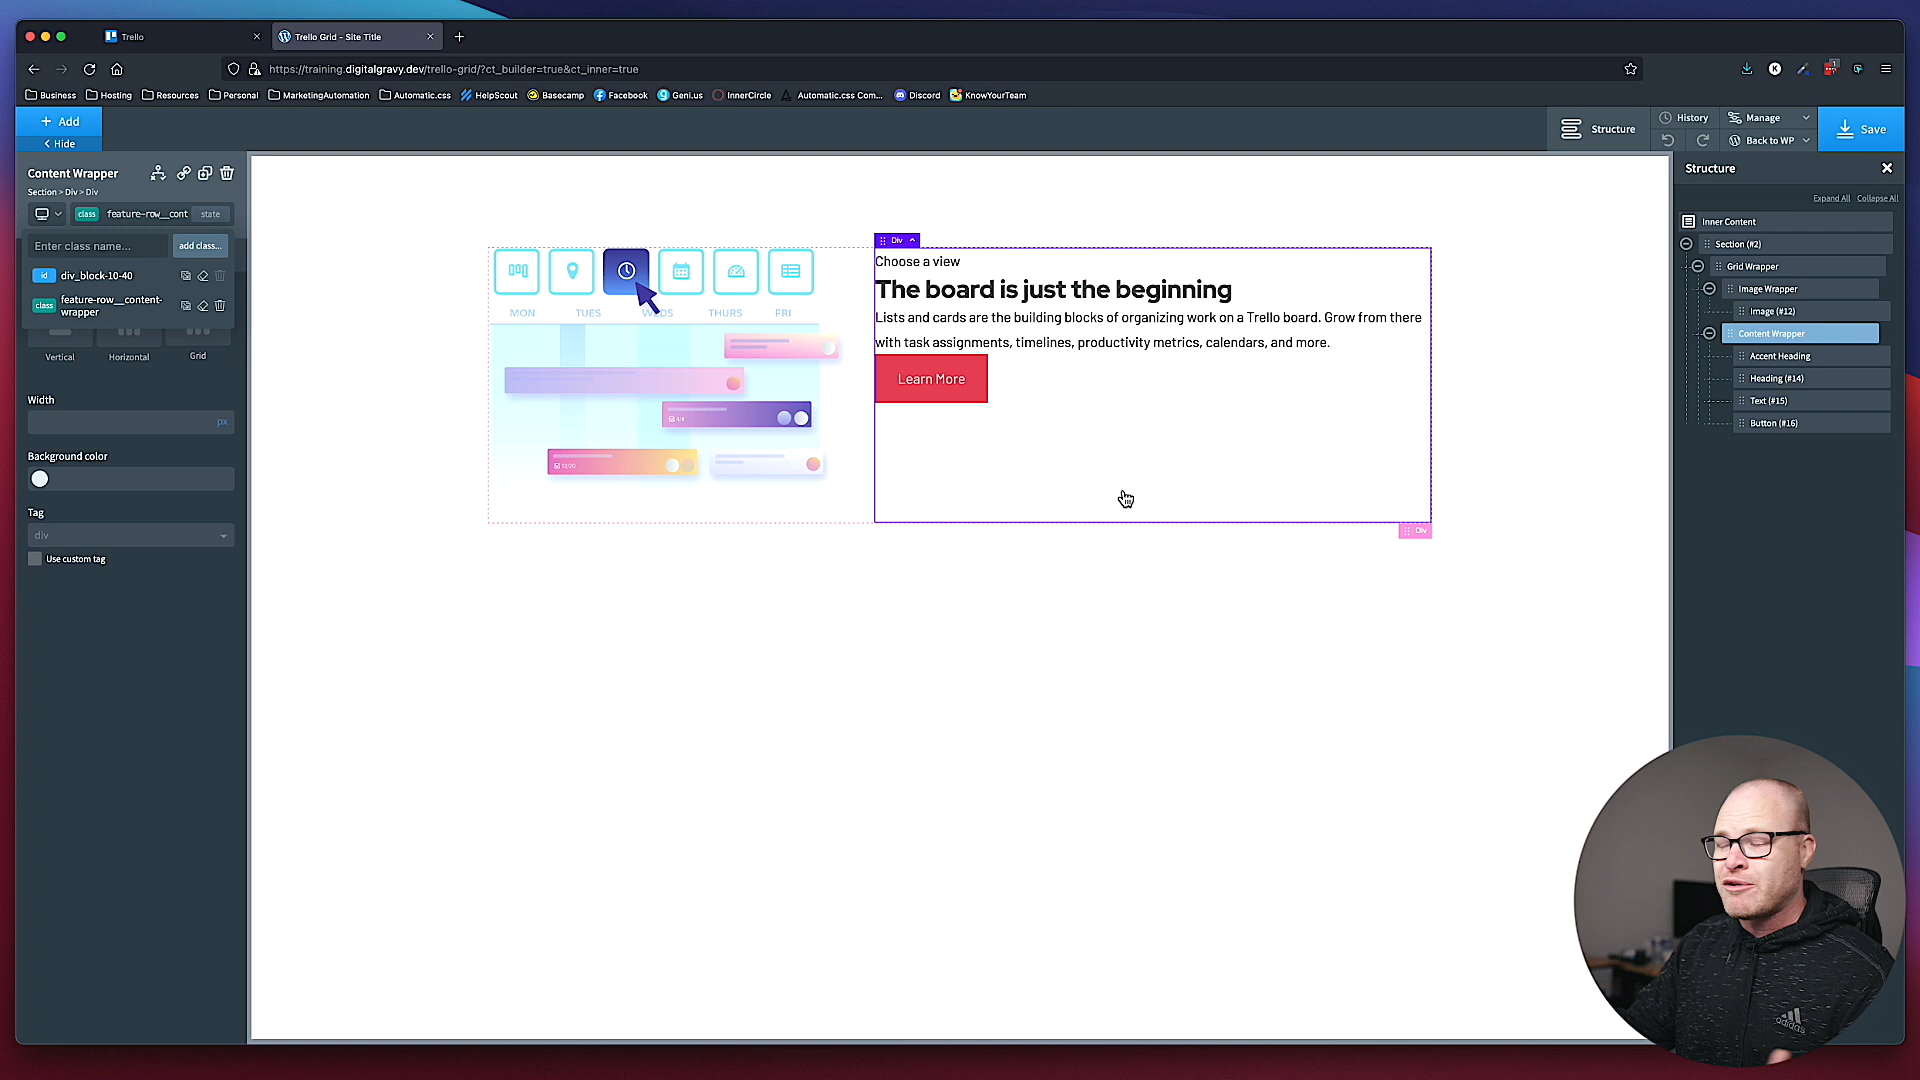 Trello
Trello Grid - Site Title
https://training.digitalgravy.dev/trello-grid/?ct_builder=true&ct_inner=true
Business
Hosting
Resources
Personal
MarketingAutomation
Automatic.css
HelpScout
Basecamp
Facebook
Geni.us
InnerCircle
Automatic.css Com...
Discord
KnowYourTeam
+ Add
< Hide
Structure
History
Manage
Back to WP
Save
Content Wrapper
Section > Div > Div
class feature-row__cont state
Enter class name... add class...
id div_block-10-40
class feature-row__content-
wrapper
Vertical Horizontal Grid
Width
px
Background color
Tag
div
Use custom tag
MON TUES WEDS THURS FRI
4/8
12/20
Div
Choose a view
The board is just the beginning
Lists and cards are the building blocks of organizing work on a Trello board. Grow from there
with task assignments, timelines, productivity metrics, calendars, and more.
Learn More
Div
Structure
Expand All Collapse All
Inner Content
Section (#2)
Grid Wrapper
Image Wrapper
Image (#12)
Content Wrapper
Accent Heading
Heading (#14)
Text (#15)
Button (#16)
adidas